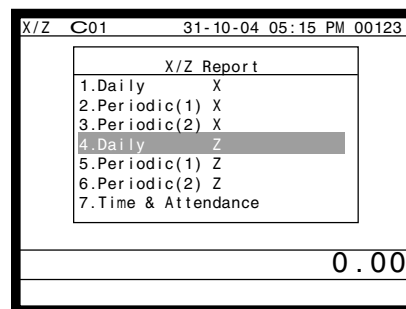 X/Z C01 31-10-04 05:15 PM 00123
X/Z Report
1.Daily X
2.Periodic(1) X
3.Periodic(2) X
4.Daily Z
5.Periodic(1) Z
6.Periodic(2) Z
7.Time & Attendance
0.00